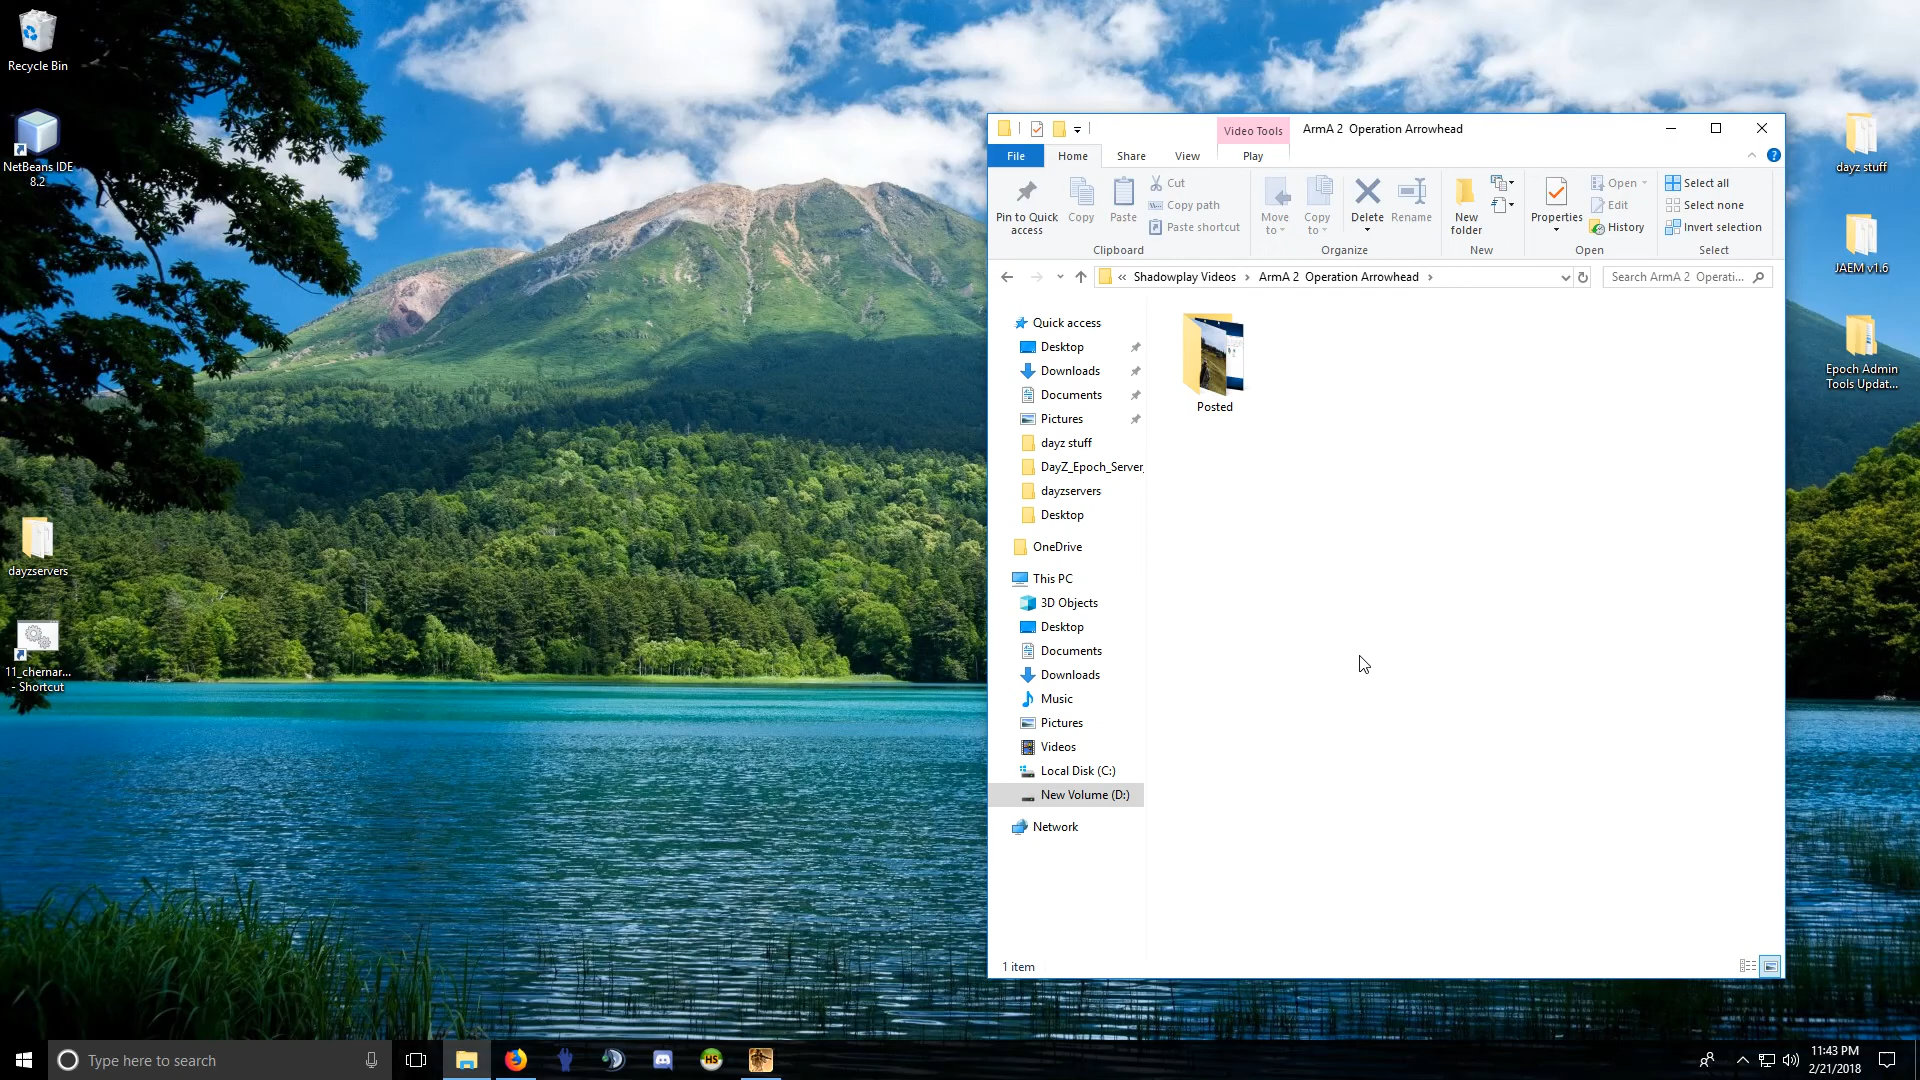 Recycle Bin
NetBeans IDE
8.2
dayzservers
11_chernar...
- Shortcut
dayz stuff
JAEM v1.6
Epoch Admin
Tools Updat...
Video Tools
ArmA 2  Operation Arrowhead
File
Home
Share
View
Play
Pin to Quick
access
Copy
Paste
Cut
Copy path
Paste shortcut
Clipboard
Move
to
Copy
to
Delete
Rename
Organize
New
folder
New
Properties
Open
Edit
History
Open
Select all
Select none
Invert selection
Select
« Shadowplay Videos › ArmA 2  Operation Arrowhead ›
Search ArmA 2  Operati...
Quick access
Desktop
Downloads
Documents
Pictures
dayz stuff
DayZ_Epoch_Server_
dayzservers
Desktop
OneDrive
This PC
3D Objects
Desktop
Documents
Downloads
Music
Pictures
Videos
Local Disk (C:)
New Volume (D:)
Network
Posted
1 item
Type here to search
HS
11:43 PM
2/21/2018